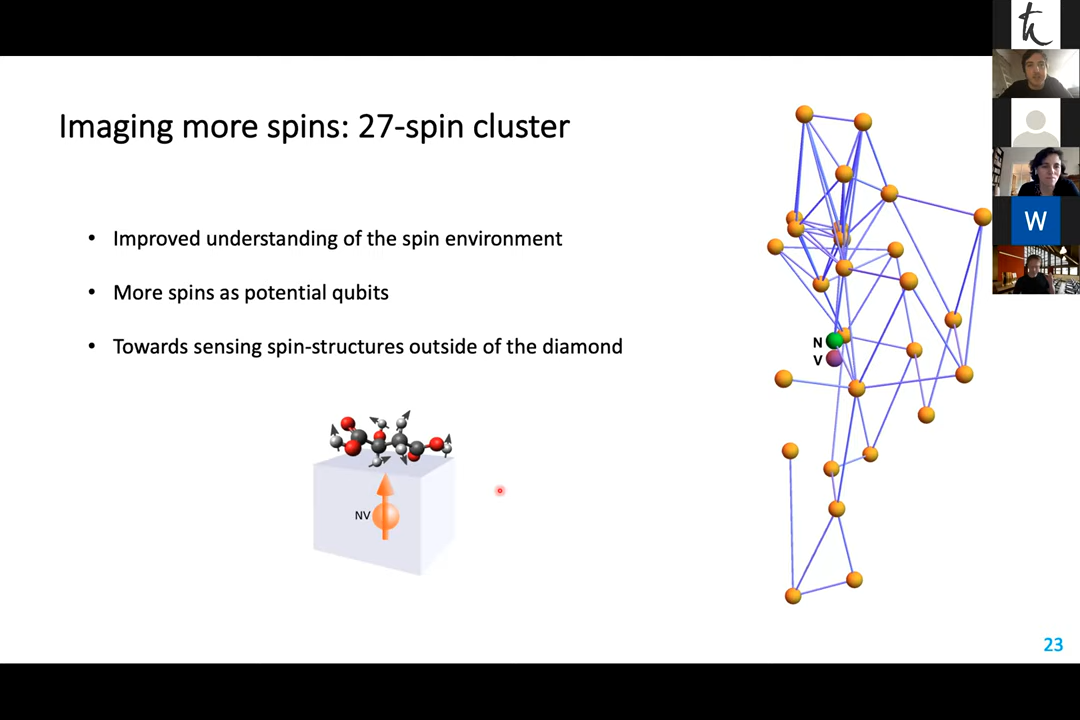 Imaging more spins: 27-spin cluster
• Improved understanding of the spin environment
• More spins as potential qubits
• Towards sensing spin-structures outside of the diamond
NV
N
V
W
23